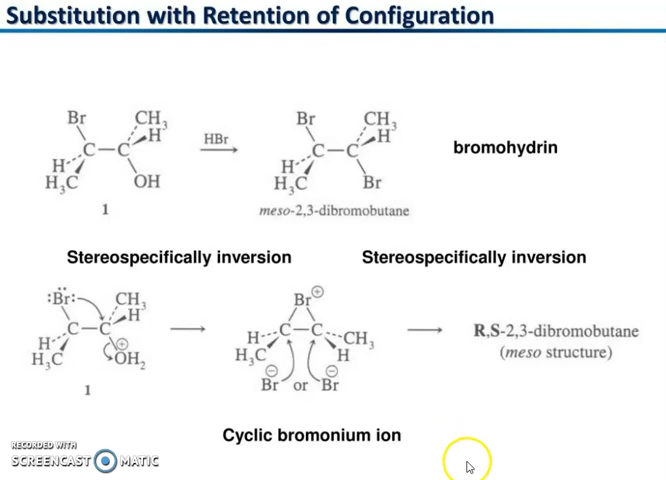 Substitution with Retention of Configuration
Br CH3
H
C—C HBr
H
H3C OH
1
Br CH3
H
C—C
H
H3C Br
meso-2,3-dibromobutane
bromohydrin
Stereospecifically inversion
Stereospecifically inversion
:Br: CH3
H
C—C
H ⊕
H3C OH2
1
Br⊕
H C—C CH3
H3C H
⊖ ⊖
Br or Br
R,S-2,3-dibromobutane
(meso structure)
Cyclic bromonium ion
RECORDED WITH
SCREENCAST MATIC